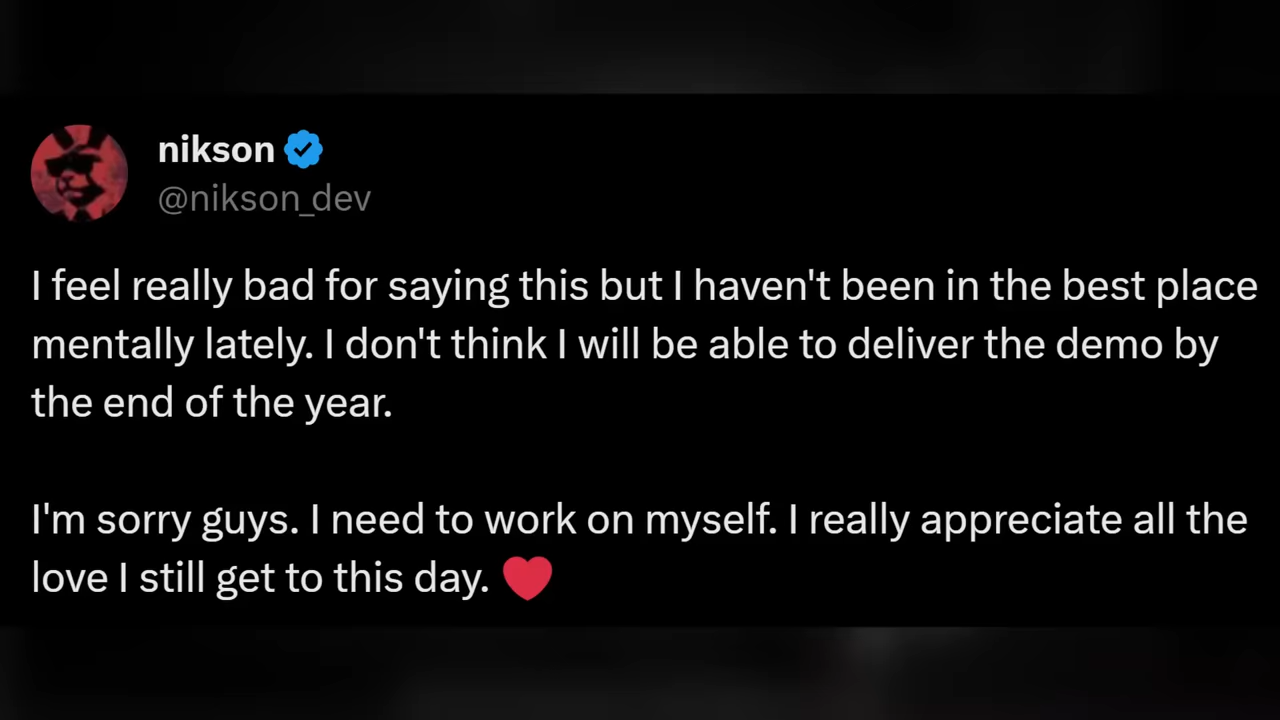 nikson
@nikson_dev
I feel really bad for saying this but I haven't been in the best place
mentally lately. I don't think I will be able to deliver the demo by
the end of the year.
I'm sorry guys. I need to work on myself. I really appreciate all the
love I still get to this day. ❤️